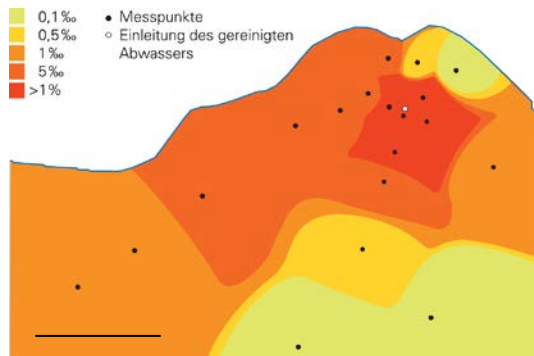 0,1‰
0,5‰
1‰
5‰
>1%
Messpunkte
Einleitung des gereinigten
Abwassers